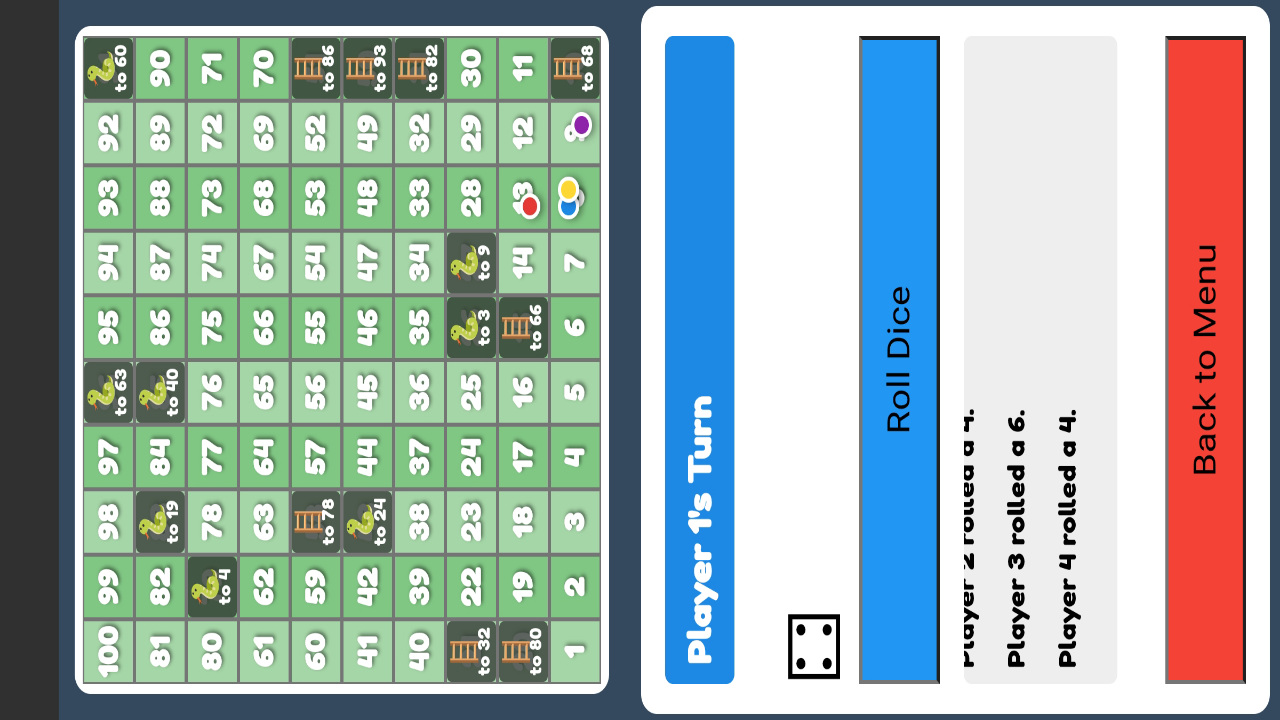 100 99 98 97 to 63 95 94 93 92 to 60
81 82 to 19 84 to 40 86 87 88 89 90
80 to 4 78 77 76 75 74 73 72 71
61 62 63 64 65 66 67 68 69 70
60 59 to 78 57 56 55 54 53 52 to 86
41 42 to 24 44 45 46 47 48 49 to 93
40 39 38 37 36 35 34 33 32 to 82
to 32 22 23 24 25 to 3 to 9 28 29 30
to 80 19 18 17 16 to 66 14 13 12 11
1 2 3 4 5 6 7 to 68
Player 1's Turn
Roll Dice
Player 2 rolled a 4.
Player 3 rolled a 6.
Player 4 rolled a 4.
Back to Menu